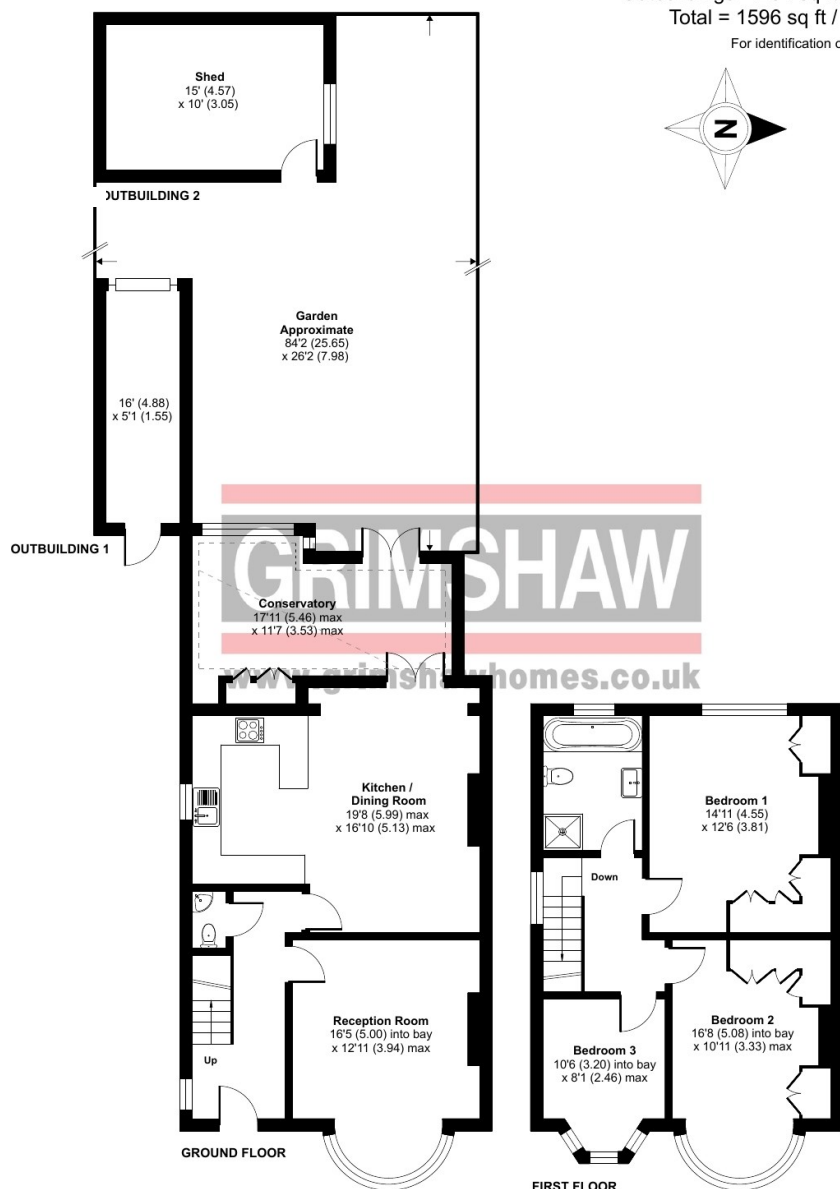 Total = 1596 sq ft /
For identification o
N
Shed
15' (4.57)
x 10' (3.05)
OUTBUILDING 2
Garden
Approximate
84'2 (25.65)
x 26'2 (7.98)
16' (4.88)
x 5'1 (1.55)
OUTBUILDING 1
GRIMSHAW
Conservatory
17'11 (5.46) max
x 11'7 (3.53) max
www.grimshawhomes.co.uk
Kitchen /
Dining Room
19'8 (5.99) max
x 16'10 (5.13) max
Bedroom 1
14'11 (4.55)
x 12'6 (3.81)
Down
Reception Room
16'5 (5.00) into bay
x 12'11 (3.94) max
Up
Bedroom 2
16'8 (5.08) into bay
x 10'11 (3.33) max
Bedroom 3
10'6 (3.20) into bay
x 8'1 (2.46) max
GROUND FLOOR
FIRST FLOOR